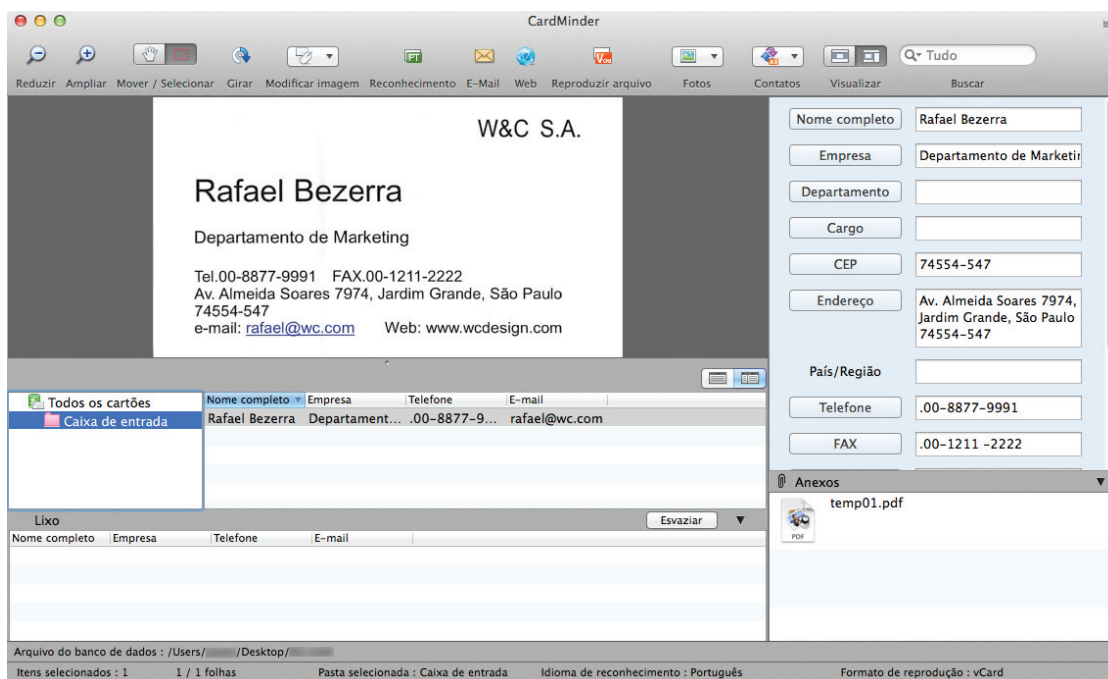 CardMinder
Tudo
Reduzir Ampliar Mover / Selecionar Girar Modificar imagem Reconhecimento E-Mail Web Reproduzir arquivo Fotos Contatos Visualizar Buscar
W&C S.A.
Rafael Bezerra
Departamento de Marketing
Tel.00-8877-9991 FAX.00-1211-2222
Av. Almeida Soares 7974, Jardim Grande, São Paulo
74554-547
e-mail: rafael@wc.com Web: www.wcdesign.com
Nome completo Rafael Bezerra
Empresa Departamento de Marketin
Departamento
Cargo
CEP 74554-547
Endereço Av. Almeida Soares 7974,
Jardim Grande, São Paulo
74554-547
País/Região
Telefone .00-8877-9991
FAX .00-1211 -2222
Todos os cartões
Caixa de entrada
Nome completo Empresa Telefone E-mail
Rafael Bezerra Departament... .00-8877-9... rafael@wc.com
Anexos
temp01.pdf
PDF
Lixo Esvaziar
Nome completo Empresa Telefone E-mail
Arquivo do banco de dados : /Users/ /Desktop/
Itens selecionados : 1 1 / 1 folhas Pasta selecionada : Caixa de entrada Idioma de reconhecimento : Português Formato de reprodução : vCard